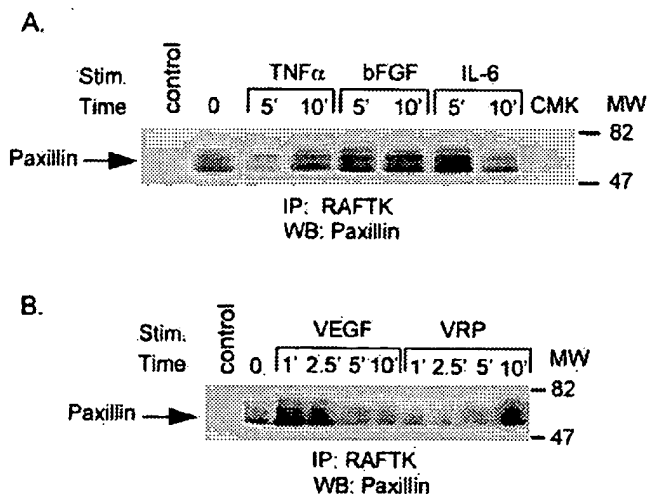 A.
Stim. control TNFα bFGF IL-6
Time 0 5' 10' 5' 10' 5' 10' CMK MW
82
Paxillin
47
IP: RAFTK
WB: Paxillin
B.
Stim. control VEGF VRP
Time 0. 1' 2.5' 5' 10' 1' 2.5' 5' 10' MW
82
Paxillin
47
IP: RAFTK
WB: Paxillin